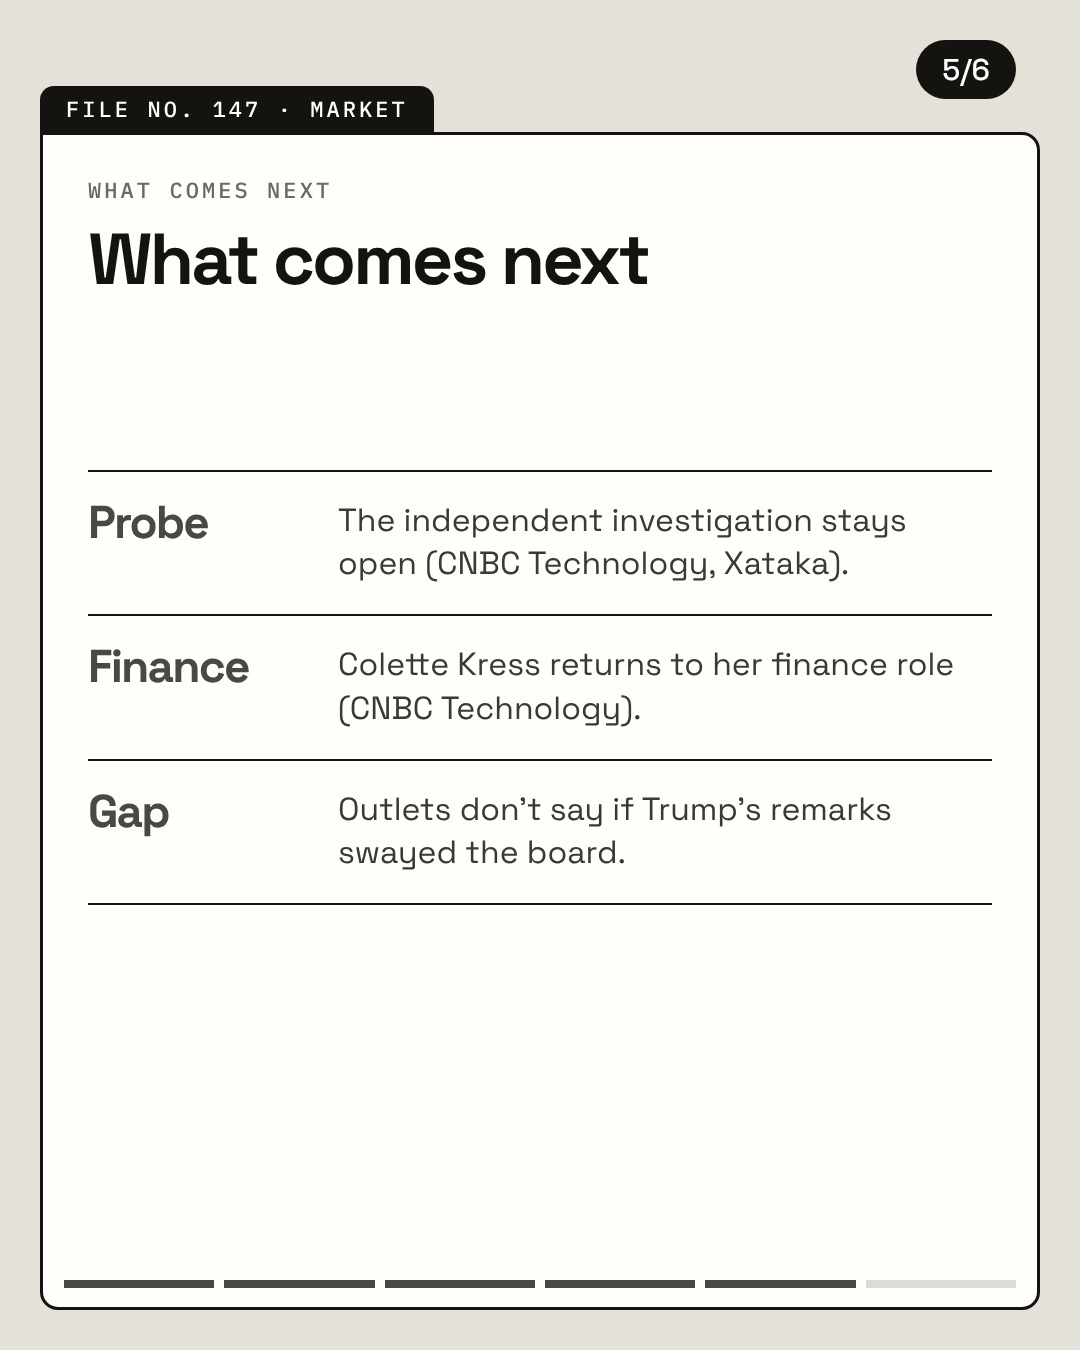 5/6
FILE NO. 147 · MARKET
WHAT COMES NEXT
What comes next
Probe
The independent investigation stays
open (CNBC Technology, Xataka).
Finance
Colette Kress returns to her finance role
(CNBC Technology).
Gap
Outlets don’t say if Trump’s remarks
swayed the board.